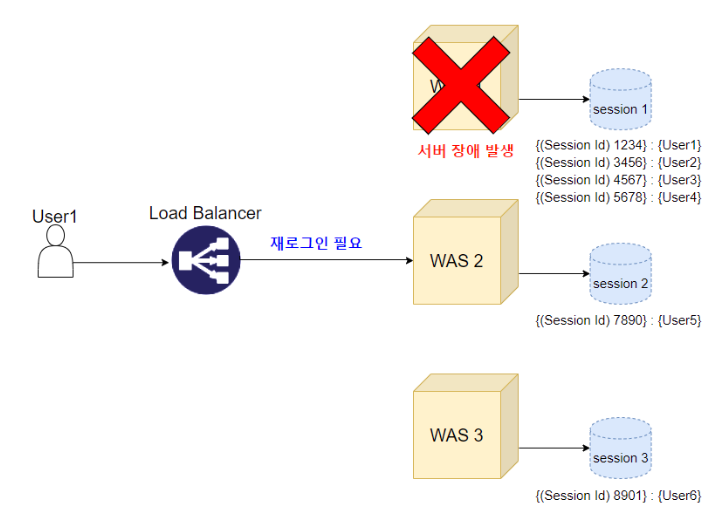 W
session 1
서버 장애 발생
{(Session Id) 1234} : {User1}
{(Session Id) 3456} : {User2}
{(Session Id) 4567} : {User3}
{(Session Id) 5678} : {User4}
User1
Load Balancer
재로그인 필요
WAS 2
session 2
{(Session Id) 7890} : {User5}
WAS 3
session 3
{(Session Id) 8901} : {User6}